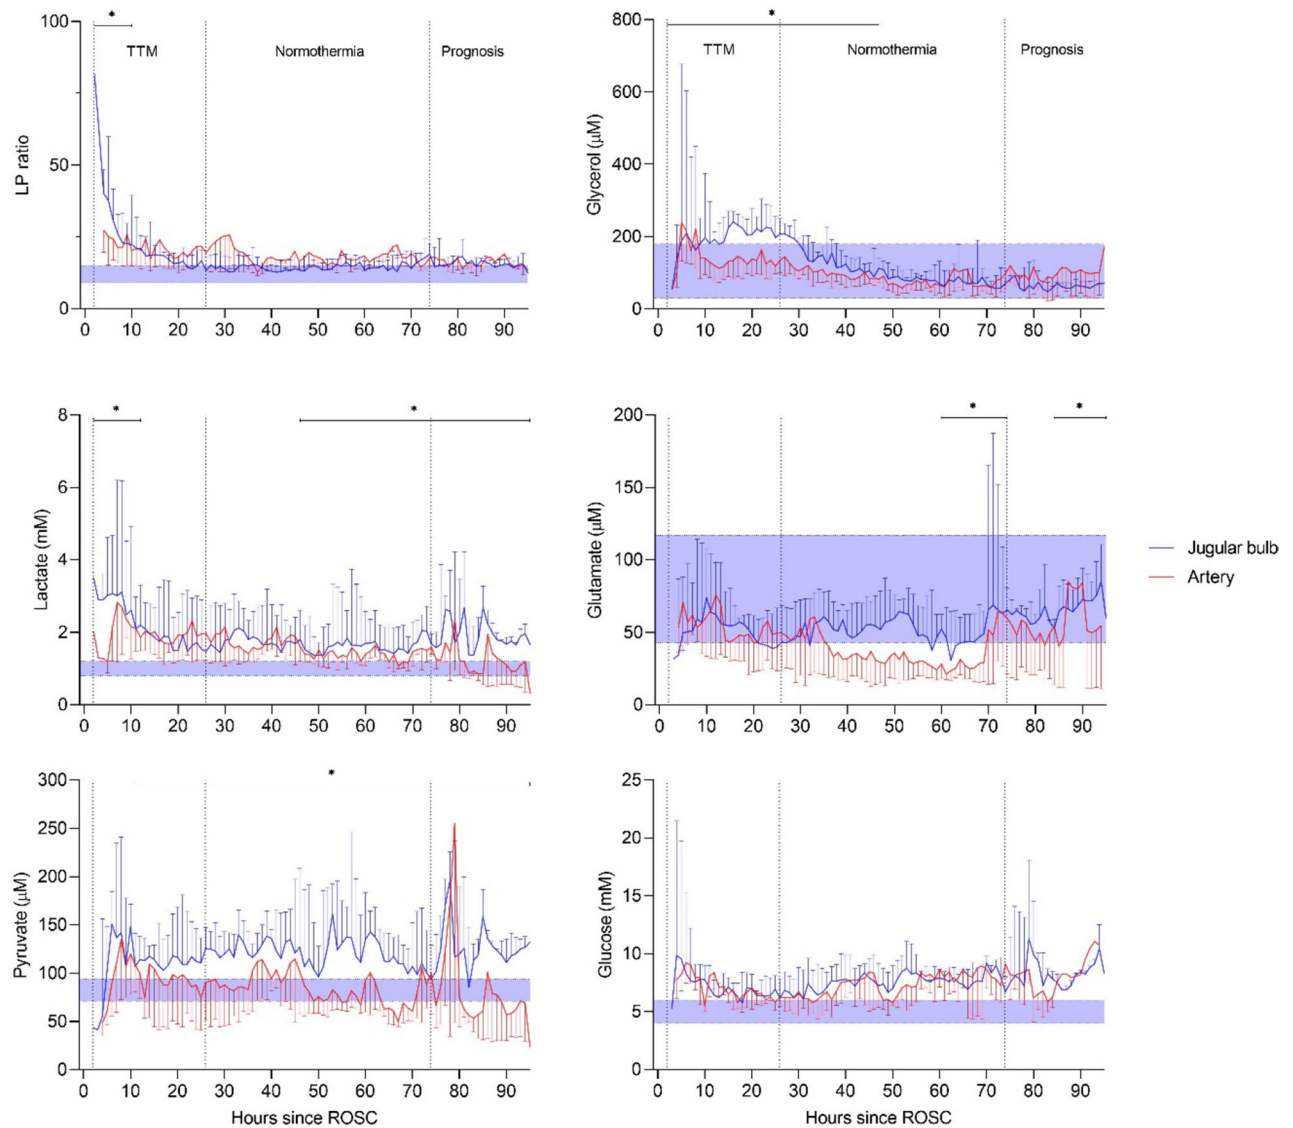 *
TTM Normothermia Prognosis
LP ratio
100
50
0
0 10 20 30 40 50 60 70 80 90
*
TTM Normothermia Prognosis
Glycerol (μM)
800
600
400
200
0
0 10 20 30 40 50 60 70 80 90
* *
Lactate (mM)
8
6
4
2
0
0 10 20 30 40 50 60 70 80 90
* *
Glutamate (μM)
200
150
100
50
0
0 10 20 30 40 50 60 70 80 90
Jugular bulb
Artery
*
Pyruvate (μM)
300
250
200
150
100
50
0
0 10 20 30 40 50 60 70 80 90
Hours since ROSC
Glucose (mM)
25
20
15
10
5
0
0 10 20 30 40 50 60 70 80 90
Hours since ROSC